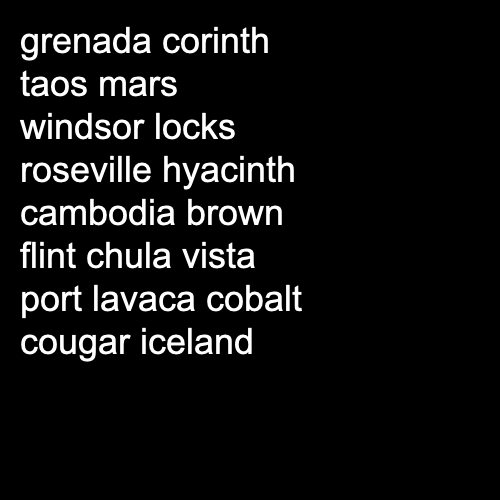 grenada corinth
taos mars
windsor locks
roseville hyacinth
cambodia brown
flint chula vista
port lavaca cobalt
cougar iceland